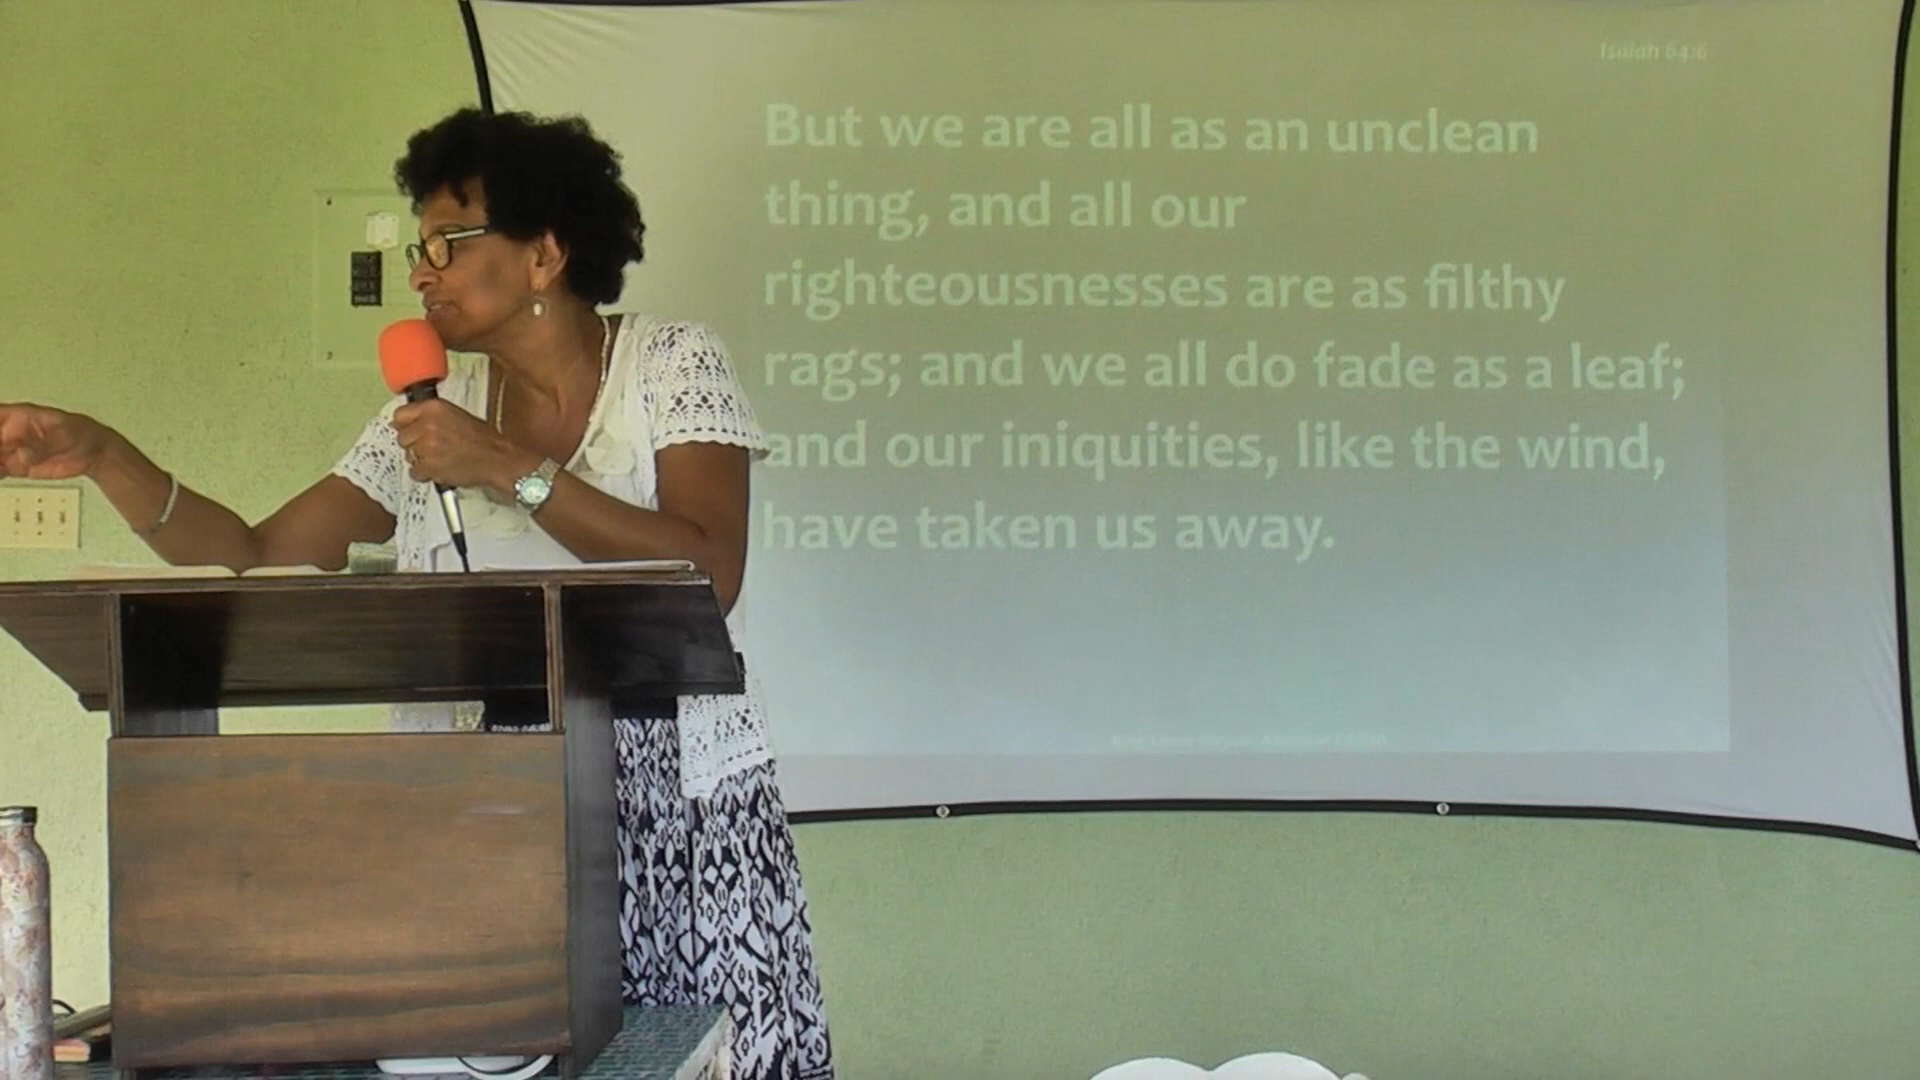 Isaiah 64:6
But we are all as an unclean
thing, and all our
righteousnesses are as filthy
rags; and we all do fade as a leaf;
and our iniquities, like the wind,
have taken us away.